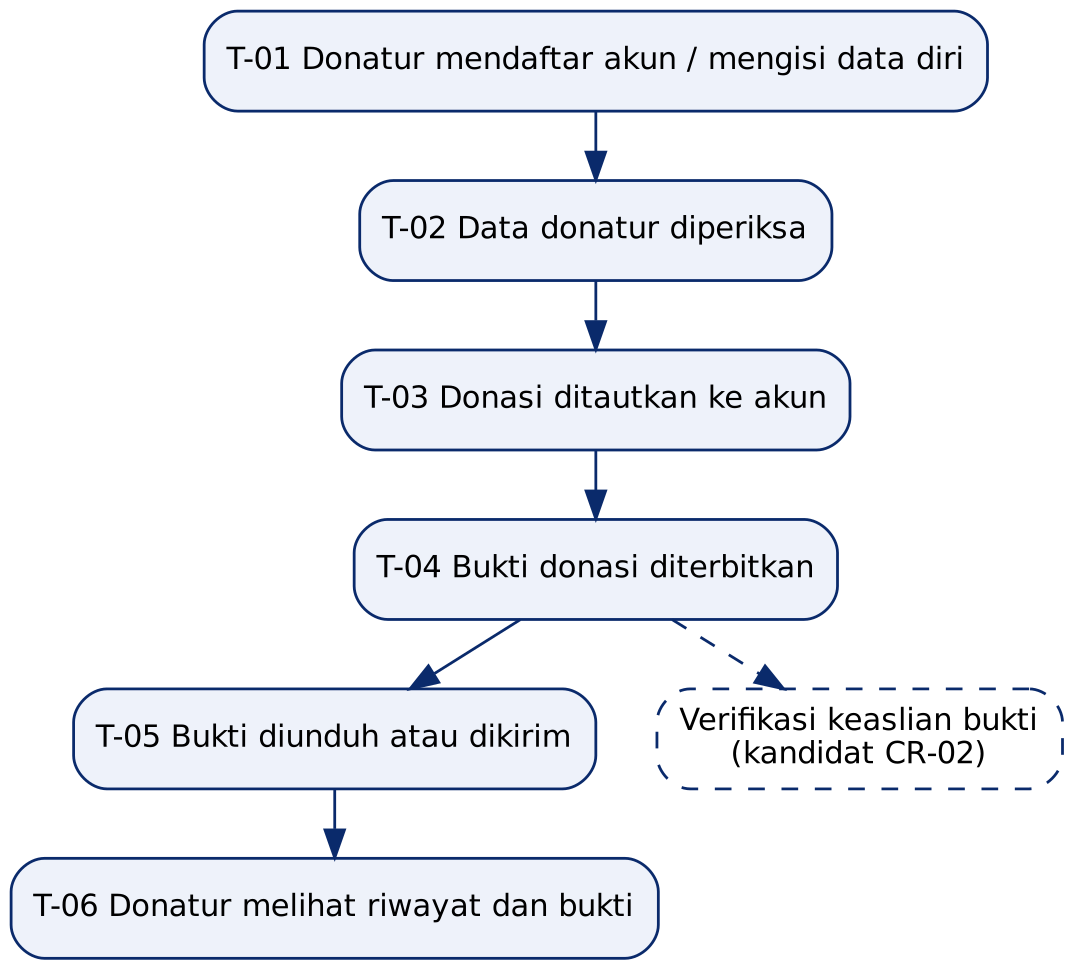 T-01 Donatur mendaftar akun / mengisi data diri
T-02 Data donatur diperiksa
T-03 Donasi ditautkan ke akun
T-04 Bukti donasi diterbitkan
T-05 Bukti diunduh atau dikirim
Verifikasi keaslian bukti
(kandidat CR-02)
T-06 Donatur melihat riwayat dan bukti